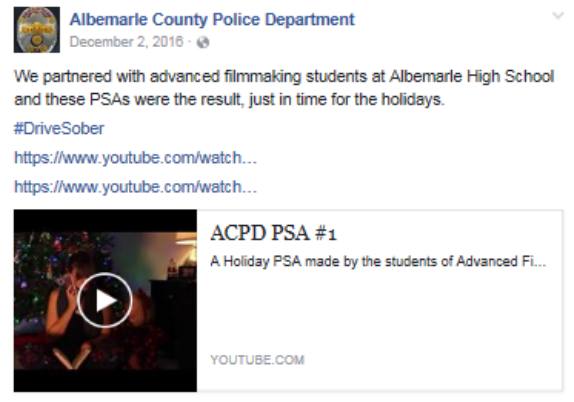 Albemarle County Police Department
December 2, 2016 ·
We partnered with advanced filmmaking students at Albemarle High School
and these PSAs were the result, just in time for the holidays.
#DriveSober
https://www.youtube.com/watch...
https://www.youtube.com/watch...
ACPD PSA #1
A Holiday PSA made by the students of Advanced Fi...
YOUTUBE.COM